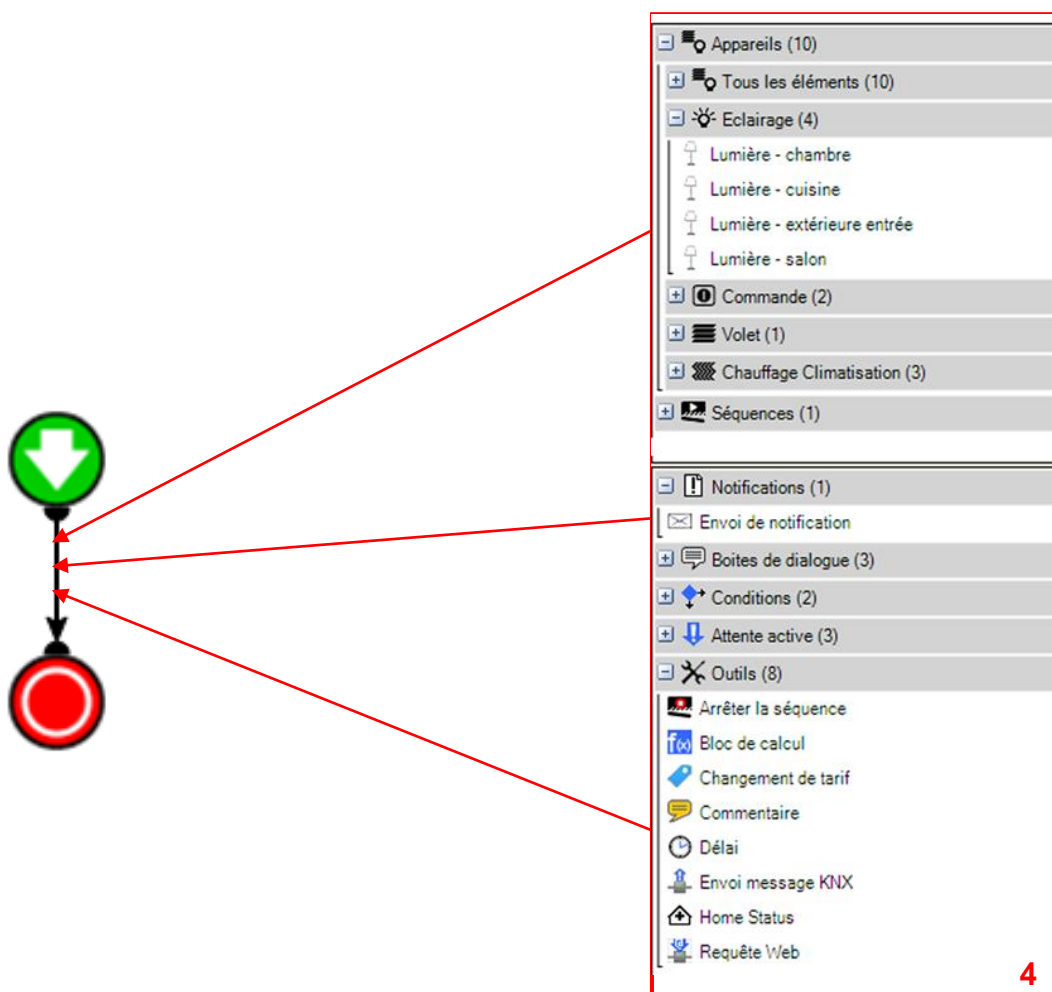 Appareils (10)
Tous les éléments (10)
Eclairage (4)
Lumière - chambre
Lumière - cuisine
Lumière - extérieure entrée
Lumière - salon
Commande (2)
Volet (1)
Chauffage Climatisation (3)
Séquences (1)
Notifications (1)
Envoi de notification
Boites de dialogue (3)
Conditions (2)
Attente active (3)
Outils (8)
Arrêter la séquence
f(x) Bloc de calcul
Changement de tarif
Commentaire
Délai
Envoi message KNX
Home Status
Requête Web
4